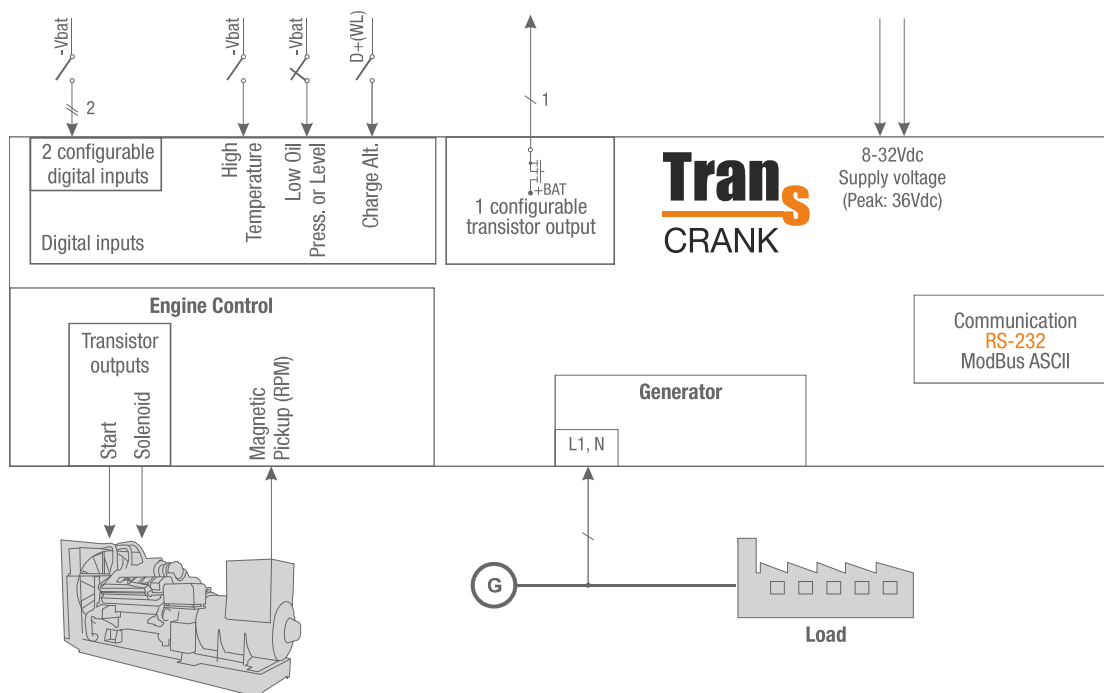 -Vbat
-Vbat
-Vbat
D+(WL)
2
1
2 configurable
digital inputs
High
Temperature
Low Oil
Press. or Level
Charge Alt.
Digital inputs
+BAT
1 configurable
transistor output
TranS
CRANK
8-32Vdc
Supply voltage
(Peak: 36Vdc)
Engine Control
Transistor
outputs
Start
Solenoid
Magnetic
Pickup (RPM)
Generator
L1, N
Communication
RS-232
ModBus ASCII
G
Load